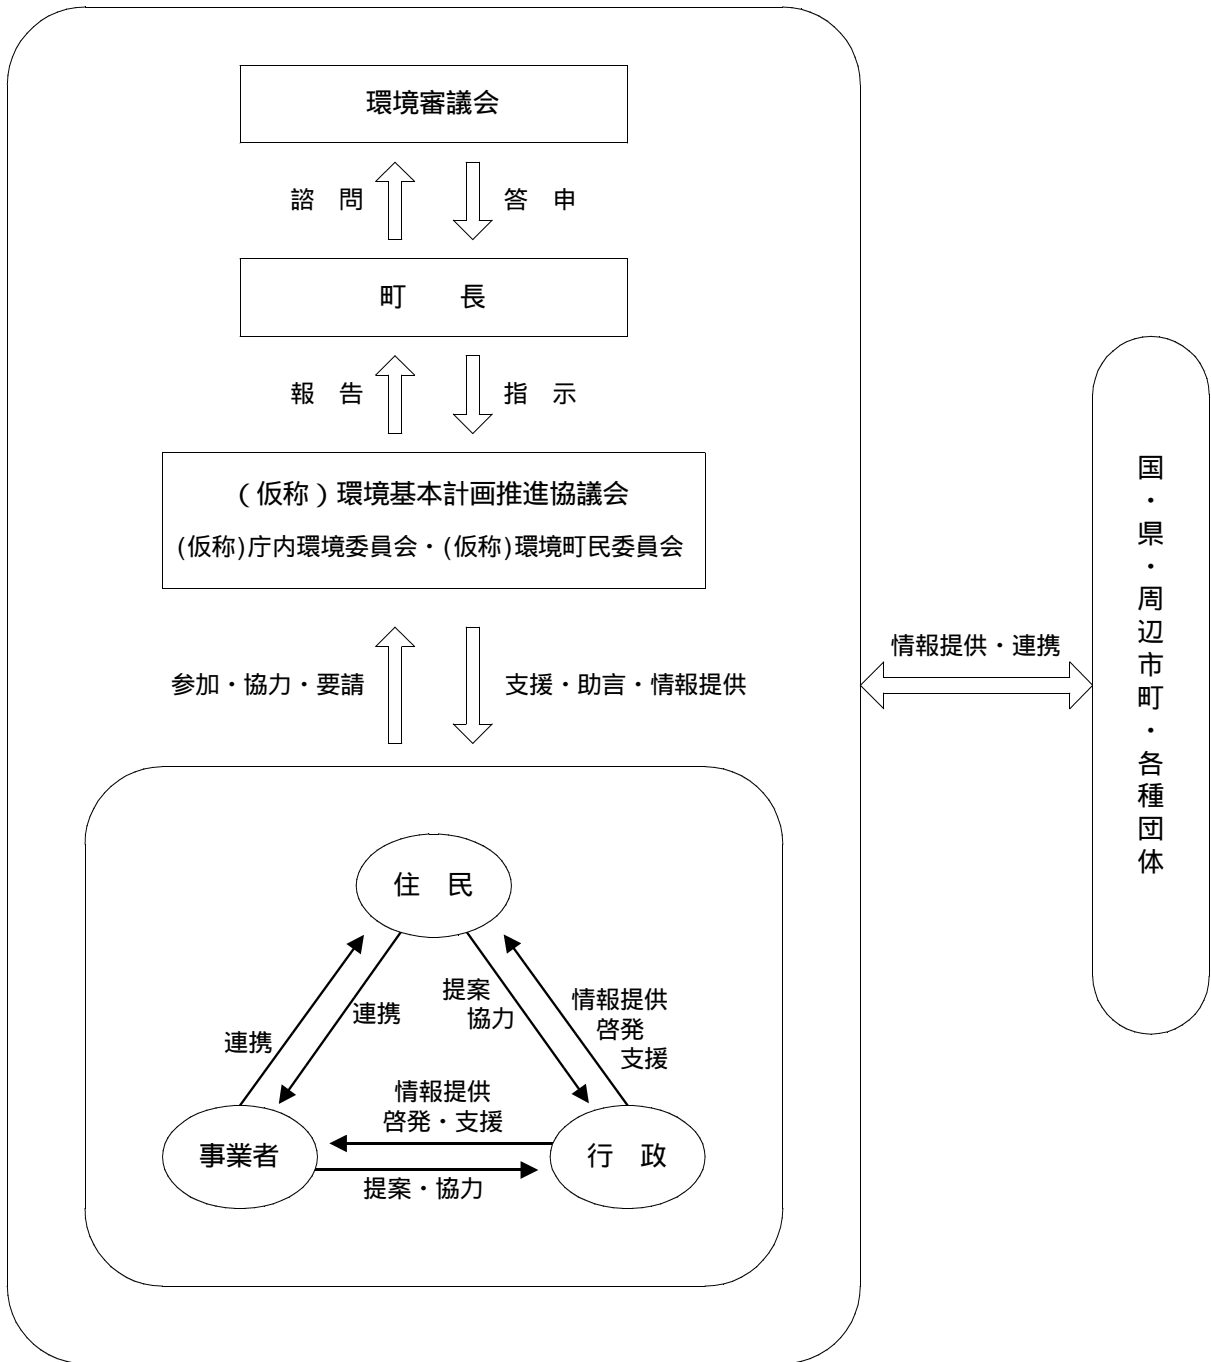 環境審議会
諮　問
答　申
町　　長
報　告
指　示
（仮称）環境基本計画推進協議会
(仮称)庁内環境委員会・(仮称)環境町民委員会
参加・協力・要請
支援・助言・情報提供
情報提供・連携
国・県・周辺市町・各種団体
住　民
連携
連携
提案
協力
情報提供
啓発
支援
情報提供
啓発・支援
事業者
行　政
提案・協力